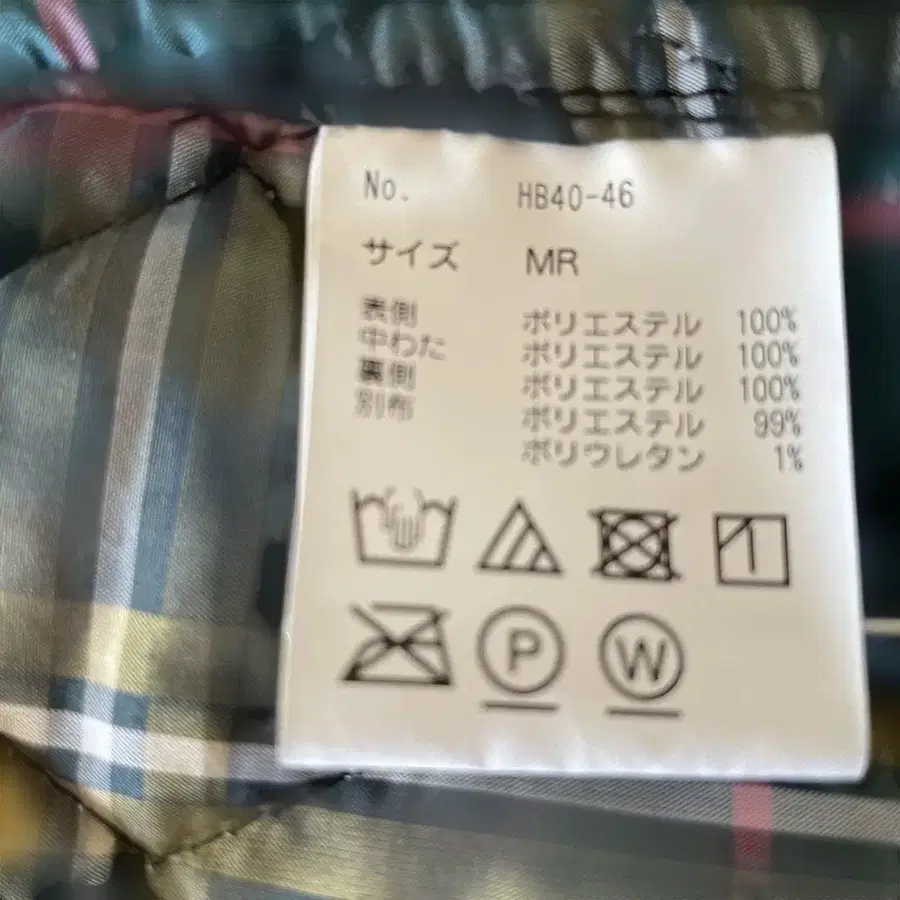 No. HB40-46
サイズ MR
表側 ポリエステル 100%
中わた ポリエステル 100%
裏側 ポリエステル 100%
別布 ポリエステル 99%
ポリウレタン 1%
P W